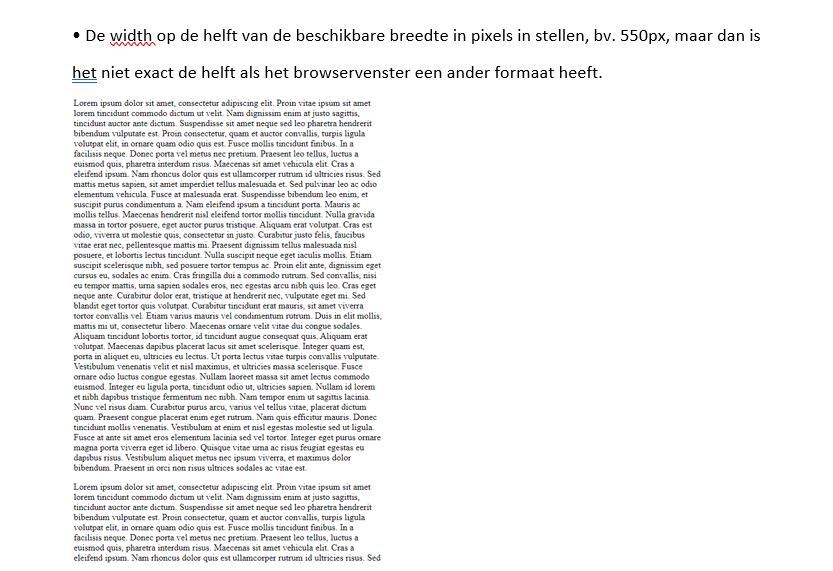 • De width op de helft van de beschikbare breedte in pixels in stellen, bv. 550px, maar dan is
het niet exact de helft als het browservenster een ander formaat heeft.
Lorem ipsum dolor sit amet, consectetur adipiscing elit. Proin vitae ipsum sit amet
lorem tincidunt commodo dictum ut velit. Nam dignissim enim at justo sagittis,
tincidunt auctor ante dictum. Suspendisse sit amet neque sed leo pharetra hendrerit
bibendum vulputate est. Proin consectetur, quam et auctor convallis, turpis ligula
volutpat elit, in ornare quam odio quis est. Fusce mollis tincidunt finibus. In a
facilisis neque. Donec porta vel metus nec pretium. Praesent leo tellus, luctus a
euismod quis, pharetra interdum risus. Maecenas sit amet vehicula elit. Cras a
eleifend ipsum. Nam rhoncus dolor quis est ullamcorper rutrum id ultricies risus. Sed
mattis metus sapien, sit amet imperdiet tellus malesuada et. Sed pulvinar leo ac odio
elementum vehicula. Fusce at malesuada erat. Suspendisse bibendum leo enim, et
suscipit purus condimentum a. Nam eleifend ipsum a tincidunt porta. Mauris ac
mollis tellus. Maecenas hendrerit nisl eleifend tortor mollis tincidunt. Nulla gravida
massa in tortor posuere, eget auctor purus tristique. Aliquam erat volutpat. Cras est
odio, viverra ut molestie quis, consectetur in justo. Curabitur justo felis, faucibus
vitae erat nec, pellentesque mattis mi. Praesent dignissim tellus malesuada nisl
posuere, et lobortis lectus tincidunt. Nulla suscipit neque eget iaculis mollis. Etiam
suscipit scelerisque nibh, sed posuere tortor tempus ac. Proin elit ante, dignissim eget
cursus eu, sodales ac enim. Cras fringilla dui a commodo rutrum. Sed convallis, nisi
eu tempor mattis, urna sapien sodales eros, nec egestas arcu nibh quis leo. Cras eget
neque ante. Curabitur dolor erat, tristique at hendrerit nec, vulputate eget mi. Sed
blandit eget tortor quis volutpat. Curabitur tincidunt erat mauris, sit amet viverra
tortor convallis vel. Etiam varius mauris vel condimentum rutrum. Duis in elit mollis,
mattis mi ut, consectetur libero. Maecenas ornare velit vitae dui congue sodales.
Aliquam tincidunt lobortis tortor, id tincidunt augue consequat quis. Aliquam erat
volutpat. Maecenas dapibus placerat lacus sit amet scelerisque. Integer quam est,
porta in aliquet eu, ultricies eu lectus. Ut porta lectus vitae turpis convallis vulputate.
Vestibulum venenatis velit et nisl maximus, et ultricies massa scelerisque. Fusce
ornare odio luctus congue egestas. Nullam laoreet massa sit amet lectus commodo
euismod. Integer eu ligula porta, tincidunt odio ut, ultricies sapien. Nullam id lorem
et nibh dapibus tristique fermentum nec nibh. Nam tempor enim ut sagittis lacinia.
Nunc vel risus diam. Curabitur purus arcu, varius vel tellus vitae, placerat dictum
quam. Praesent congue placerat enim eget rutrum. Nam quis efficitur mauris. Donec
tincidunt mollis venenatis. Vestibulum at enim et nisl egestas molestie sed ut ligula.
Fusce at ante sit amet eros elementum lacinia sed vel tortor. Integer eget purus ornare
magna porta viverra eget id libero. Quisque vitae urna ac risus feugiat egestas eu
dapibus risus. Vestibulum aliquet metus nec ipsum viverra, et maximus dolor
bibendum. Praesent in orci non risus ultrices sodales ac vitae est.
Lorem ipsum dolor sit amet, consectetur adipiscing elit. Proin vitae ipsum sit amet
lorem tincidunt commodo dictum ut velit. Nam dignissim enim at justo sagittis,
tincidunt auctor ante dictum. Suspendisse sit amet neque sed leo pharetra hendrerit
bibendum vulputate est. Proin consectetur, quam et auctor convallis, turpis ligula
volutpat elit, in ornare quam odio quis est. Fusce mollis tincidunt finibus. In a
facilisis neque. Donec porta vel metus nec pretium. Praesent leo tellus, luctus a
euismod quis, pharetra interdum risus. Maecenas sit amet vehicula elit. Cras a
eleifend ipsum. Nam rhoncus dolor quis est ullamcorper rutrum id ultricies risus. Sed